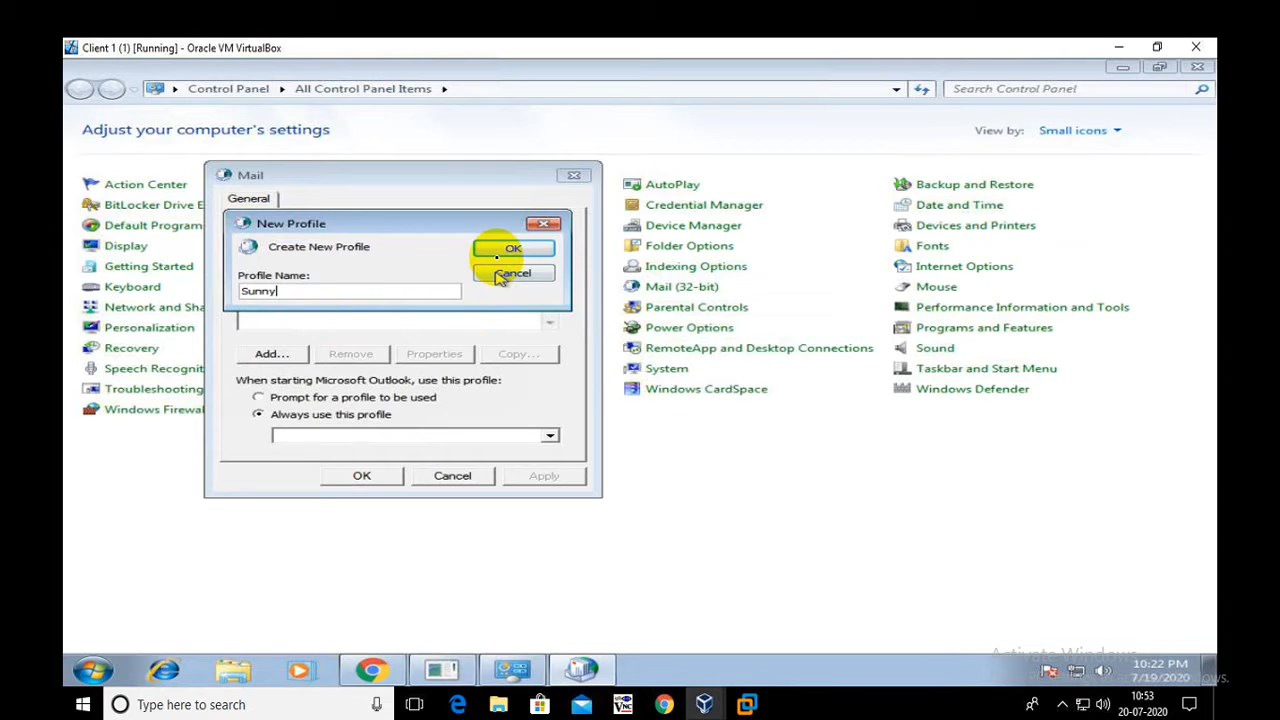 Client 1 (1) [Running] - Oracle VM VirtualBox
Control Panel
All Control Panel Items
Search Control Panel
Adjust your computer's settings
View by: Small icons
Mail
General
New Profile
Create New Profile
OK
Cancel
Profile Name:
Sunny
Add...
Remove
Properties
Copy...
When starting Microsoft Outlook, use this profile:
Prompt for a profile to be used
Always use this profile
OK
Cancel
Apply
Action Center
BitLocker Drive E
Default Program
Display
Getting Started
Keyboard
Network and Shar
Personalization
Recovery
Speech Recognit
Troubleshooting
Windows Firewal
AutoPlay
Credential Manager
Device Manager
Folder Options
Indexing Options
Mail (32-bit)
Parental Controls
Power Options
RemoteApp and Desktop Connections
System
Windows CardSpace
Backup and Restore
Date and Time
Devices and Printers
Fonts
Internet Options
Mouse
Performance Information and Tools
Programs and Features
Sound
Taskbar and Start Menu
Windows Defender
Activate Windows
10:22 PM
7/19/2020
Type here to search
VNC
10:53
20-07-2020